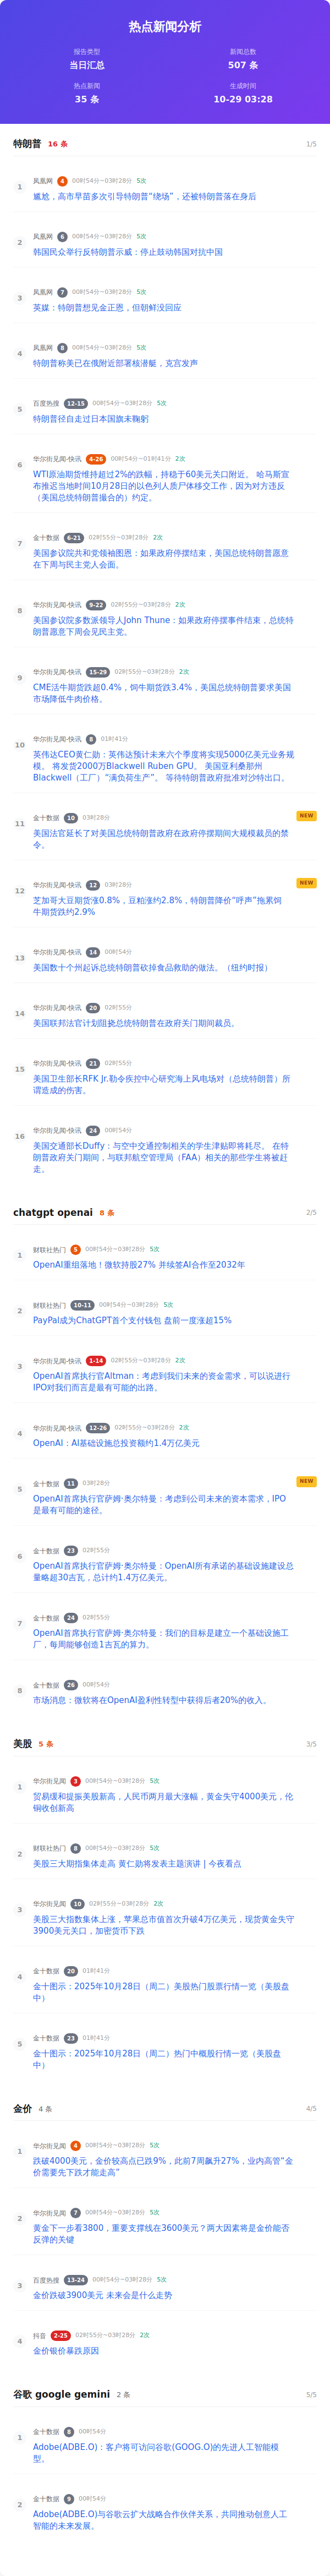 热点新闻分析
报告类型
新闻总数
当日汇总
507 条
热点新闻
生成时间
35 条
10-29 03:28
特朗普 16 条 1/5
1
凤凰网 4 00时54分~03时28分 5次
尴尬，高市早苗多次引导特朗普“绕场”，还被特朗普落在身后
2
凤凰网 6 00时54分~03时28分 5次
韩国民众举行反特朗普示威：停止鼓动韩国对抗中国
3
凤凰网 7 00时54分~03时28分 5次
英媒：特朗普想见金正恩，但朝鲜没回应
4
凤凰网 8 00时54分~03时28分 5次
特朗普称美已在俄附近部署核潜艇，克宫发声
5
百度热搜 12-15 00时54分~03时28分 5次
特朗普径自走过日本国旗未鞠躬
6
华尔街见闻-快讯 4-26 00时54分~01时41分 2次
WTI原油期货维持超过2%的跌幅，持稳于60美元关口附近。 哈马斯宣
布推迟当地时间10月28日的以色列人质尸体移交工作，因为对方违反
（美国总统特朗普撮合的）约定。
7
金十数据 6-21 02时55分~03时28分 2次
美国参议院共和党领袖图恩：如果政府停摆结束，美国总统特朗普愿意
在下周与民主党人会面。
8
华尔街见闻-快讯 9-22 02时55分~03时28分 2次
美国参议院多数派领导人John Thune：如果政府停摆事件结束，总统特
朗普愿意下周会见民主党。
9
华尔街见闻-快讯 15-29 02时55分~03时28分 2次
CME活牛期货跌超0.4%，饲牛期货跌3.4%，美国总统特朗普要求美国
市场降低牛肉价格。
10
华尔街见闻-快讯 8 01时41分
英伟达CEO黄仁勋：英伟达预计未来六个季度将实现5000亿美元业务规
模。 将发货2000万Blackwell Ruben GPU。 美国亚利桑那州
Blackwell（工厂）“满负荷生产”。 等待特朗普政府批准对沙特出口。
NEW
11
金十数据 10 03时28分
美国法官延长了对美国总统特朗普政府在政府停摆期间大规模裁员的禁
令。
NEW
12
华尔街见闻-快讯 12 03时28分
芝加哥大豆期货涨0.8%，豆粕涨约2.8%，特朗普降价“呼声”拖累饲
牛期货跌约2.9%
13
华尔街见闻-快讯 14 00时54分
美国数十个州起诉总统特朗普砍掉食品救助的做法。（纽约时报）
14
华尔街见闻-快讯 20 02时55分
美国联邦法官计划阻挠总统特朗普在政府关门期间裁员。
15
华尔街见闻-快讯 21 02时55分
美国卫生部长RFK Jr.勒令疾控中心研究海上风电场对（总统特朗普）所
谓造成的伤害。
16
华尔街见闻-快讯 24 00时54分
美国交通部长Duffy：与空中交通控制相关的学生津贴即将耗尽。 在特
朗普政府关门期间，与联邦航空管理局（FAA）相关的那些学生将被赶
走。
chatgpt openai 8 条 2/5
1
财联社热门 5 00时54分~03时28分 5次
OpenAI重组落地！微软持股27% 并续签AI合作至2032年
2
财联社热门 10-11 00时54分~03时28分 5次
PayPal成为ChatGPT首个支付钱包 盘前一度涨超15%
3
华尔街见闻-快讯 1-14 02时55分~03时28分 2次
OpenAI首席执行官Altman：考虑到我们未来的资金需求，可以说进行
IPO对我们而言是最有可能的出路。
4
华尔街见闻-快讯 12-26 02时55分~03时28分 2次
OpenAI：AI基础设施总投资额约1.4万亿美元
NEW
5
金十数据 11 03时28分
OpenAI首席执行官萨姆·奥尔特曼：考虑到公司未来的资本需求，IPO
是最有可能的途径。
6
金十数据 23 02时55分
OpenAI首席执行官萨姆·奥尔特曼：OpenAI所有承诺的基础设施建设总
量略超30吉瓦，总计约1.4万亿美元。
7
金十数据 24 02时55分
OpenAI首席执行官萨姆·奥尔特曼：我们的目标是建立一个基础设施工
厂，每周能够创造1吉瓦的算力。
8
金十数据 26 00时54分
市场消息：微软将在OpenAI盈利性转型中获得后者20%的收入。
美股 5 条 3/5
1
华尔街见闻 3 00时54分~03时28分 5次
贸易缓和提振美股新高，人民币两月最大涨幅，黄金失守4000美元，伦
铜收创新高
2
财联社热门 8 00时54分~03时28分 5次
美股三大期指集体走高 黄仁勋将发表主题演讲 | 今夜看点
3
华尔街见闻 10 02时55分~03时28分 2次
美股三大指数集体上涨，苹果总市值首次升破4万亿美元，现货黄金失守
3900美元关口，加密货币下跌
4
金十数据 20 01时41分
金十图示：2025年10月28日（周二）美股热门股票行情一览（美股盘
中）
5
金十数据 23 01时41分
金十图示：2025年10月28日（周二）热门中概股行情一览（美股盘
中）
金价 4 条 4/5
1
华尔街见闻 4 00时54分~03时28分 5次
跌破4000美元，金价较高点已跌9%，此前7周飙升27%，业内高管“金
价需要先下跌才能走高”
2
华尔街见闻 7 00时54分~03时28分 5次
黄金下一步看3800，重要支撑线在3600美元？两大因素将是金价能否
反弹的关键
3
百度热搜 13-24 00时54分~03时28分 5次
金价跌破3900美元 未来会是什么走势
4
抖音 2-25 02时55分~03时28分 2次
金价银价暴跌原因
谷歌 google gemini 2 条 5/5
1
金十数据 8 00时54分
Adobe(ADBE.O)：客户将可访问谷歌(GOOG.O)的先进人工智能模
型。
2
金十数据 9 00时54分
Adobe(ADBE.O)与谷歌云扩大战略合作伙伴关系，共同推动创意人工
智能的未来发展。